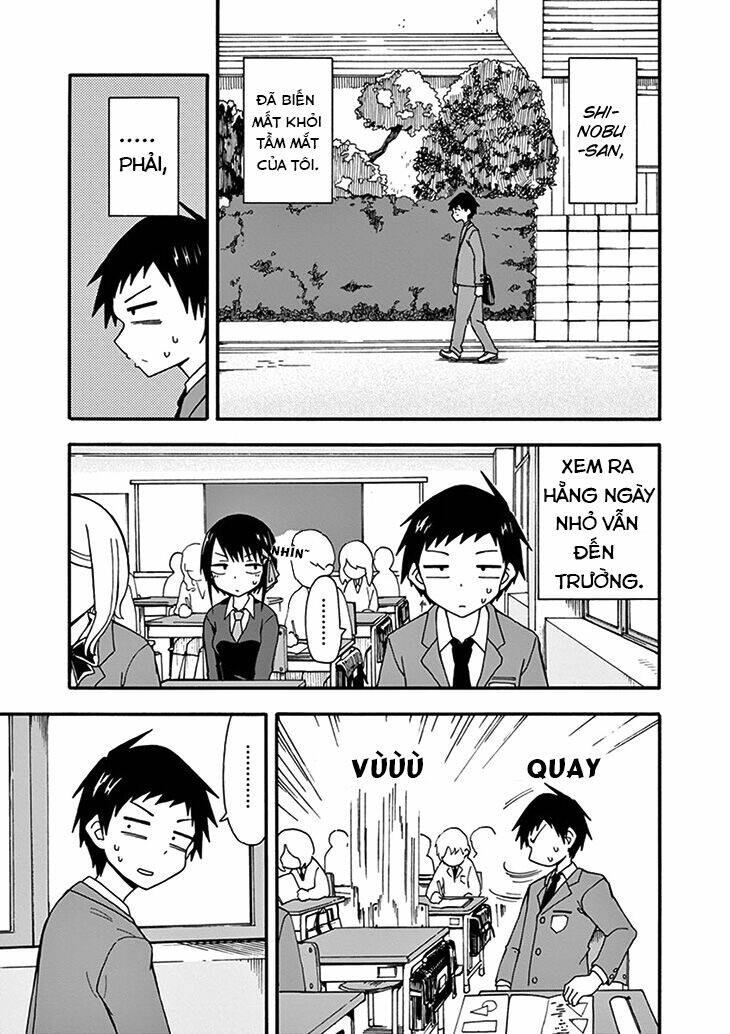 SHI-
NOBU
-SAN,
ĐÃ BIẾN
MẤT KHỎI
TẦM MẮT
CỦA TÔI.
.....
PHẢI,
XEM RA
HẰNG NGÀY
NHỎ VẪN
ĐẾN
TRƯỜNG.
NHÌN~
......
QUAY
VÙÙÙ
......